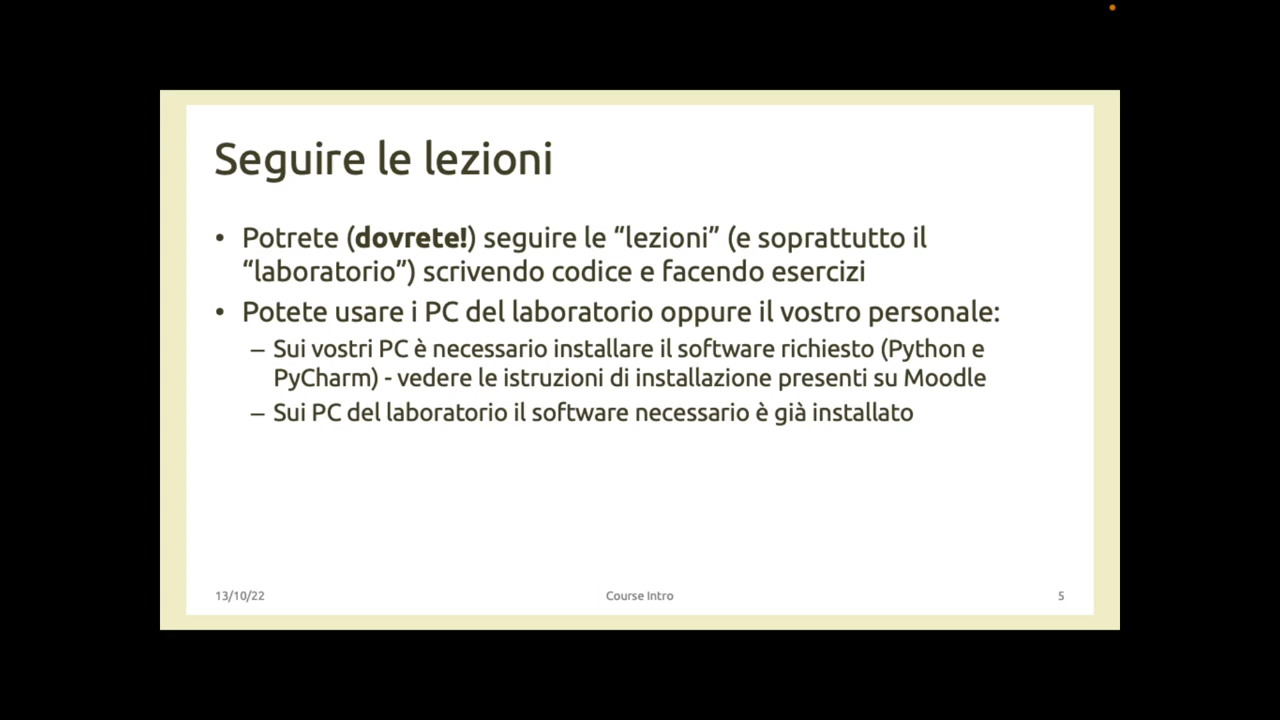 Seguire le lezioni
• Potrete (dovrete!) seguire le “lezioni” (e soprattutto il
“laboratorio”) scrivendo codice e facendo esercizi
• Potete usare i PC del laboratorio oppure il vostro personale:
– Sui vostri PC è necessario installare il software richiesto (Python e
PyCharm) - vedere le istruzioni di installazione presenti su Moodle
– Sui PC del laboratorio il software necessario è già installato
13/10/22
Course Intro
5